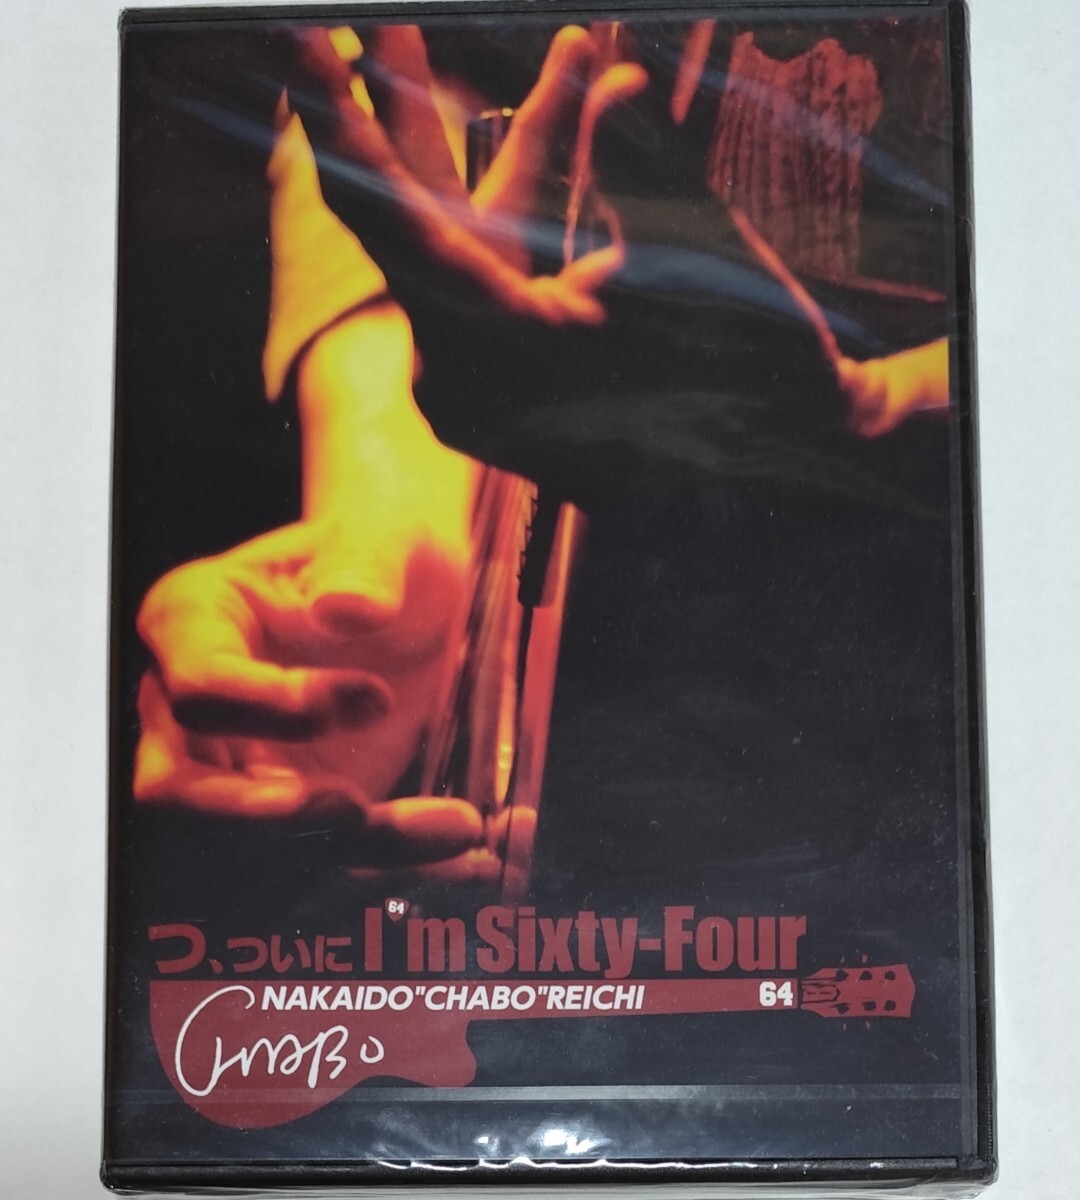 つ、ついに I'm Sixty-Four
64
NAKAIDO"CHABO"REICHI 64
CHABO